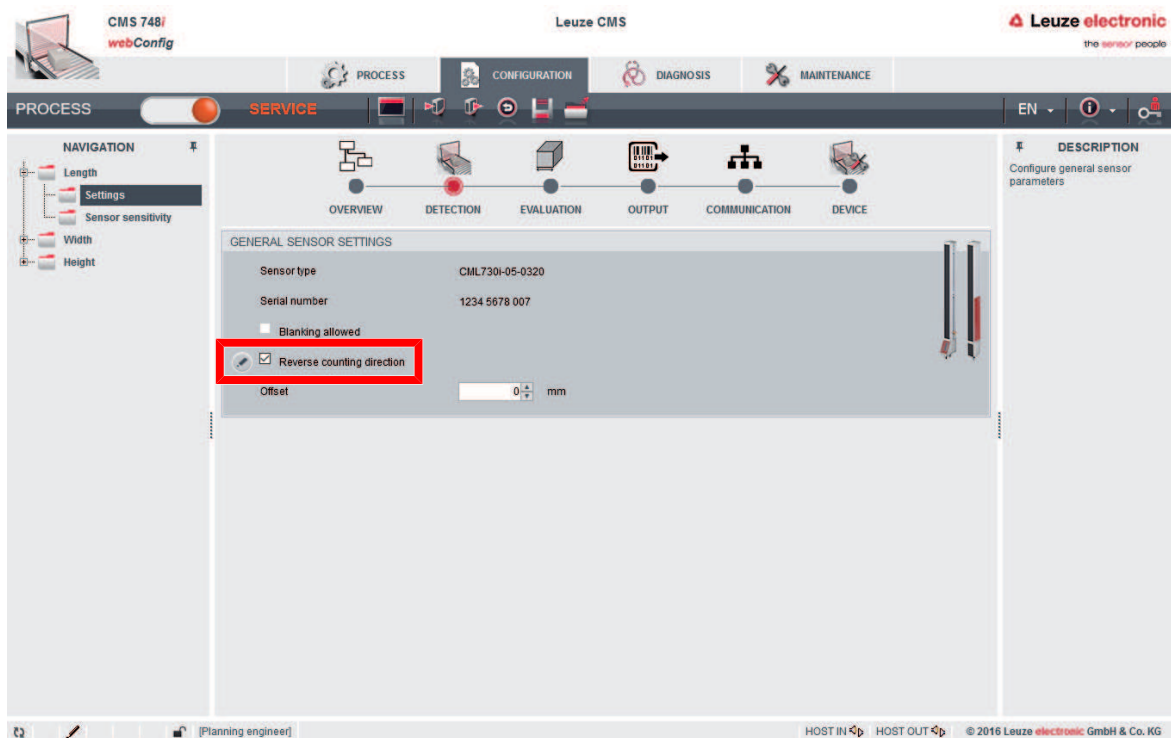 CMS 748i
webConfig
Leuze CMS
Leuze electronic
the sensor people
PROCESS
CONFIGURATION
DIAGNOSIS
MAINTENANCE
PROCESS
SERVICE
EN
NAVIGATION
Length
Settings
Sensor sensitivity
Width
Height
OVERVIEW
DETECTION
EVALUATION
OUTPUT
COMMUNICATION
DEVICE
GENERAL SENSOR SETTINGS
Sensor type CML730i-05-0320
Serial number 1234 5678 007
Blanking allowed
Reverse counting direction
Offset 0 mm
DESCRIPTION
Configure general sensor
parameters
[Planning engineer]
HOST IN
HOST OUT
© 2016 Leuze electronic GmbH & Co. KG